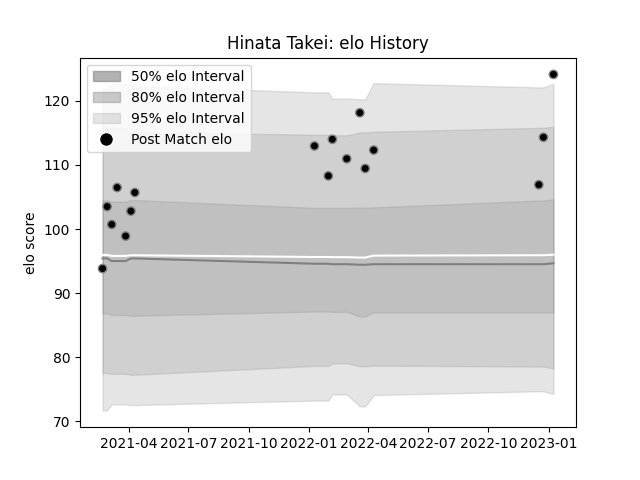 Hinata Takei: elo History
50% elo Interval
80% elo Interval
95% elo Interval
Post Match elo
elo score
120
110
100
90
80
70
2021-04 2021-07 2021-10 2022-01 2022-04 2022-07 2022-10 2023-01